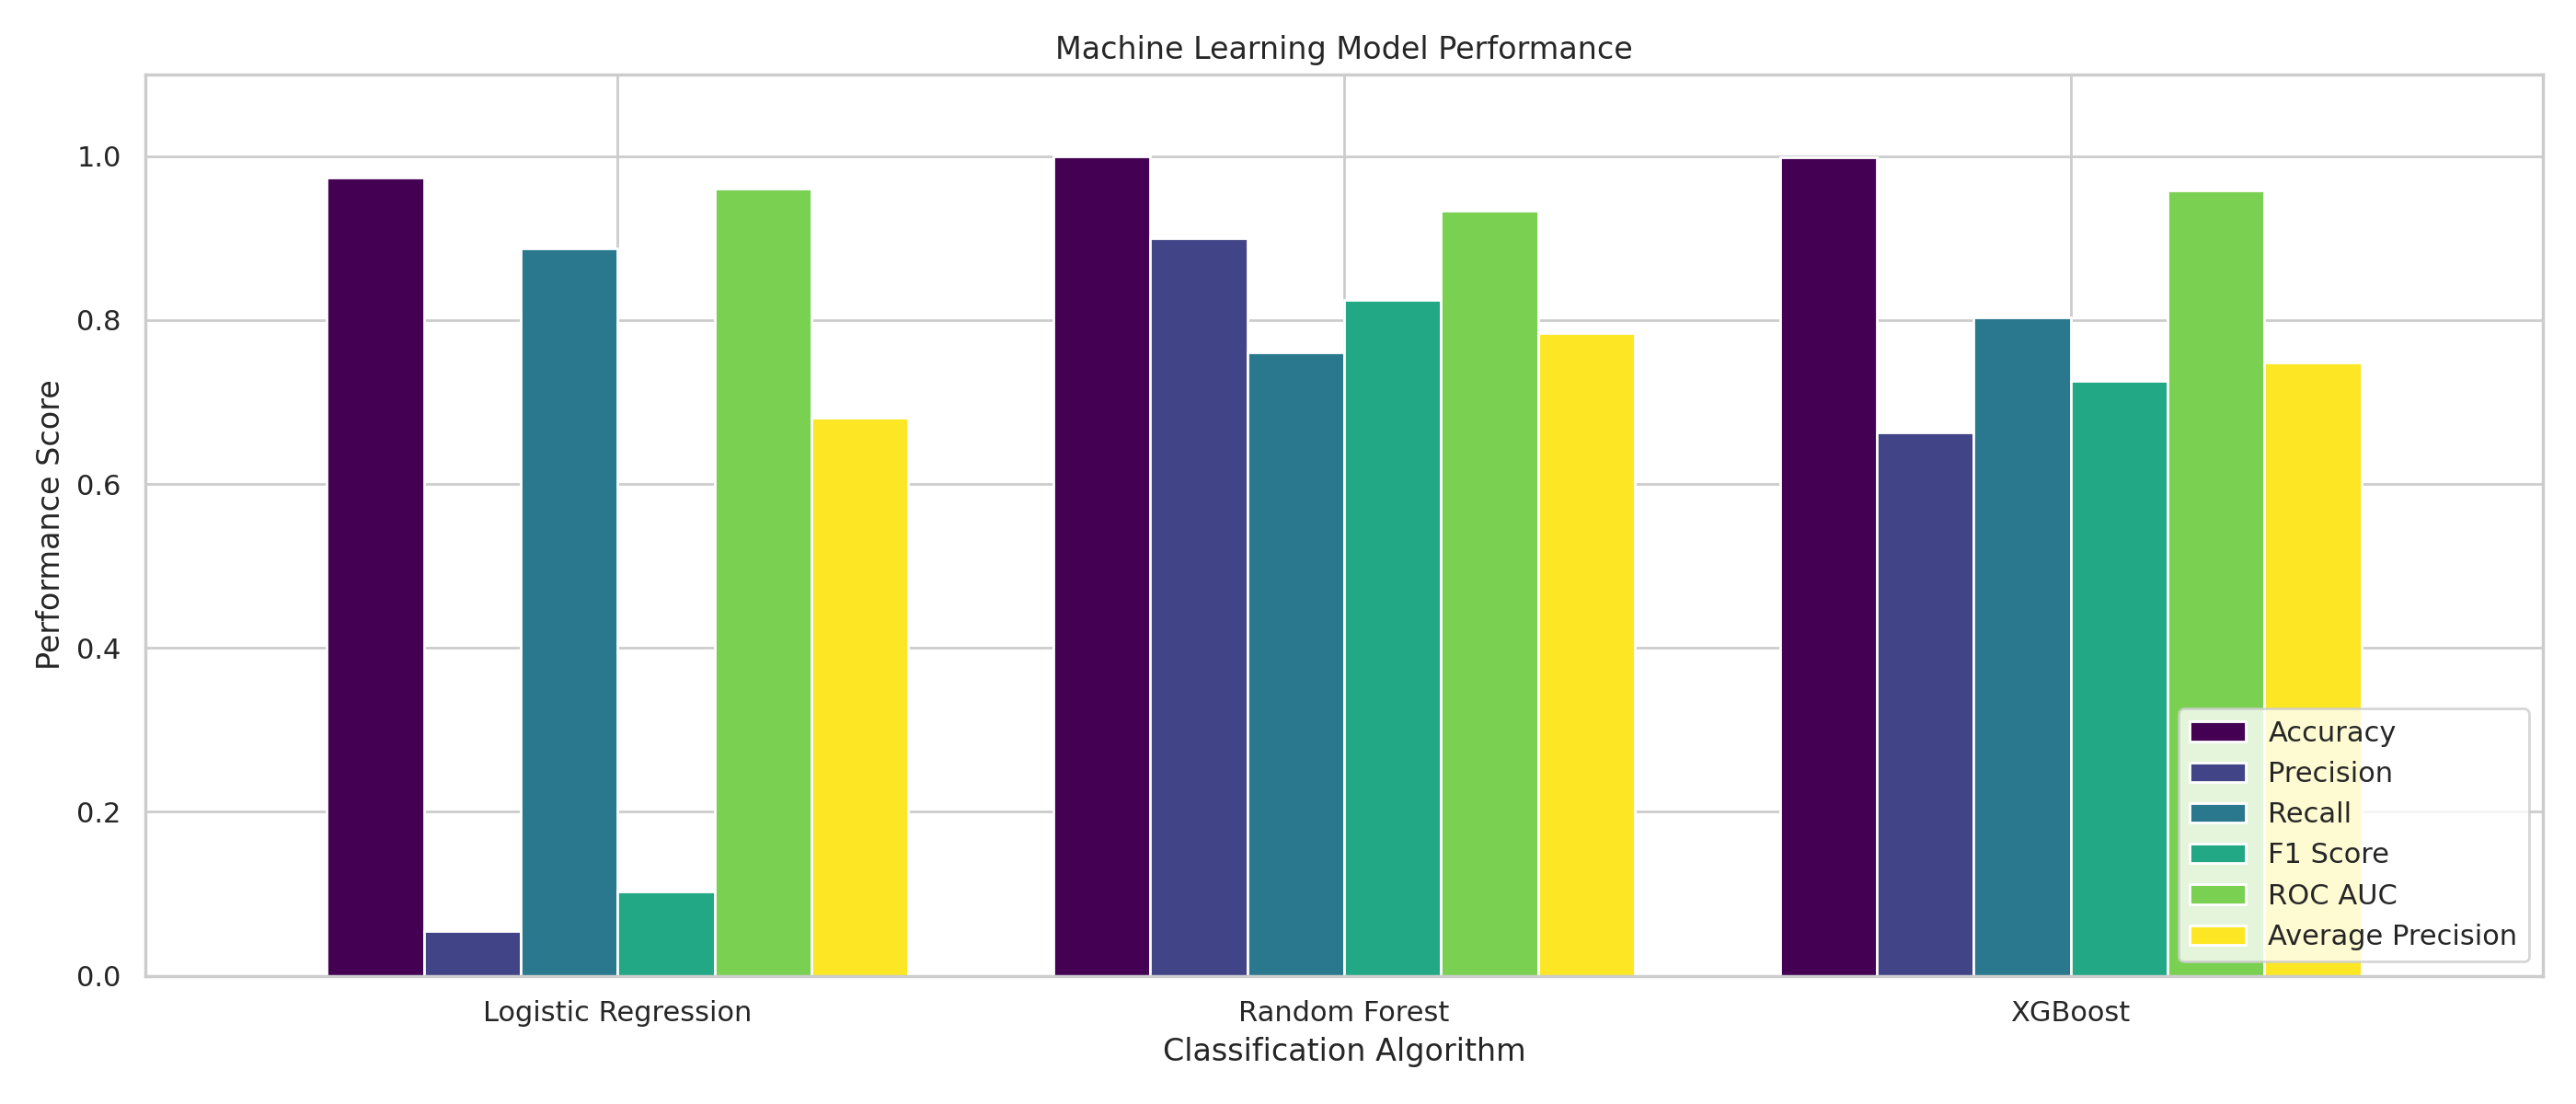 Machine Learning Model Performance
Performance Score
1.0
0.8
0.6
0.4
0.2
0.0
Logistic Regression
Random Forest
XGBoost
Classification Algorithm
Accuracy
Precision
Recall
F1 Score
ROC AUC
Average Precision